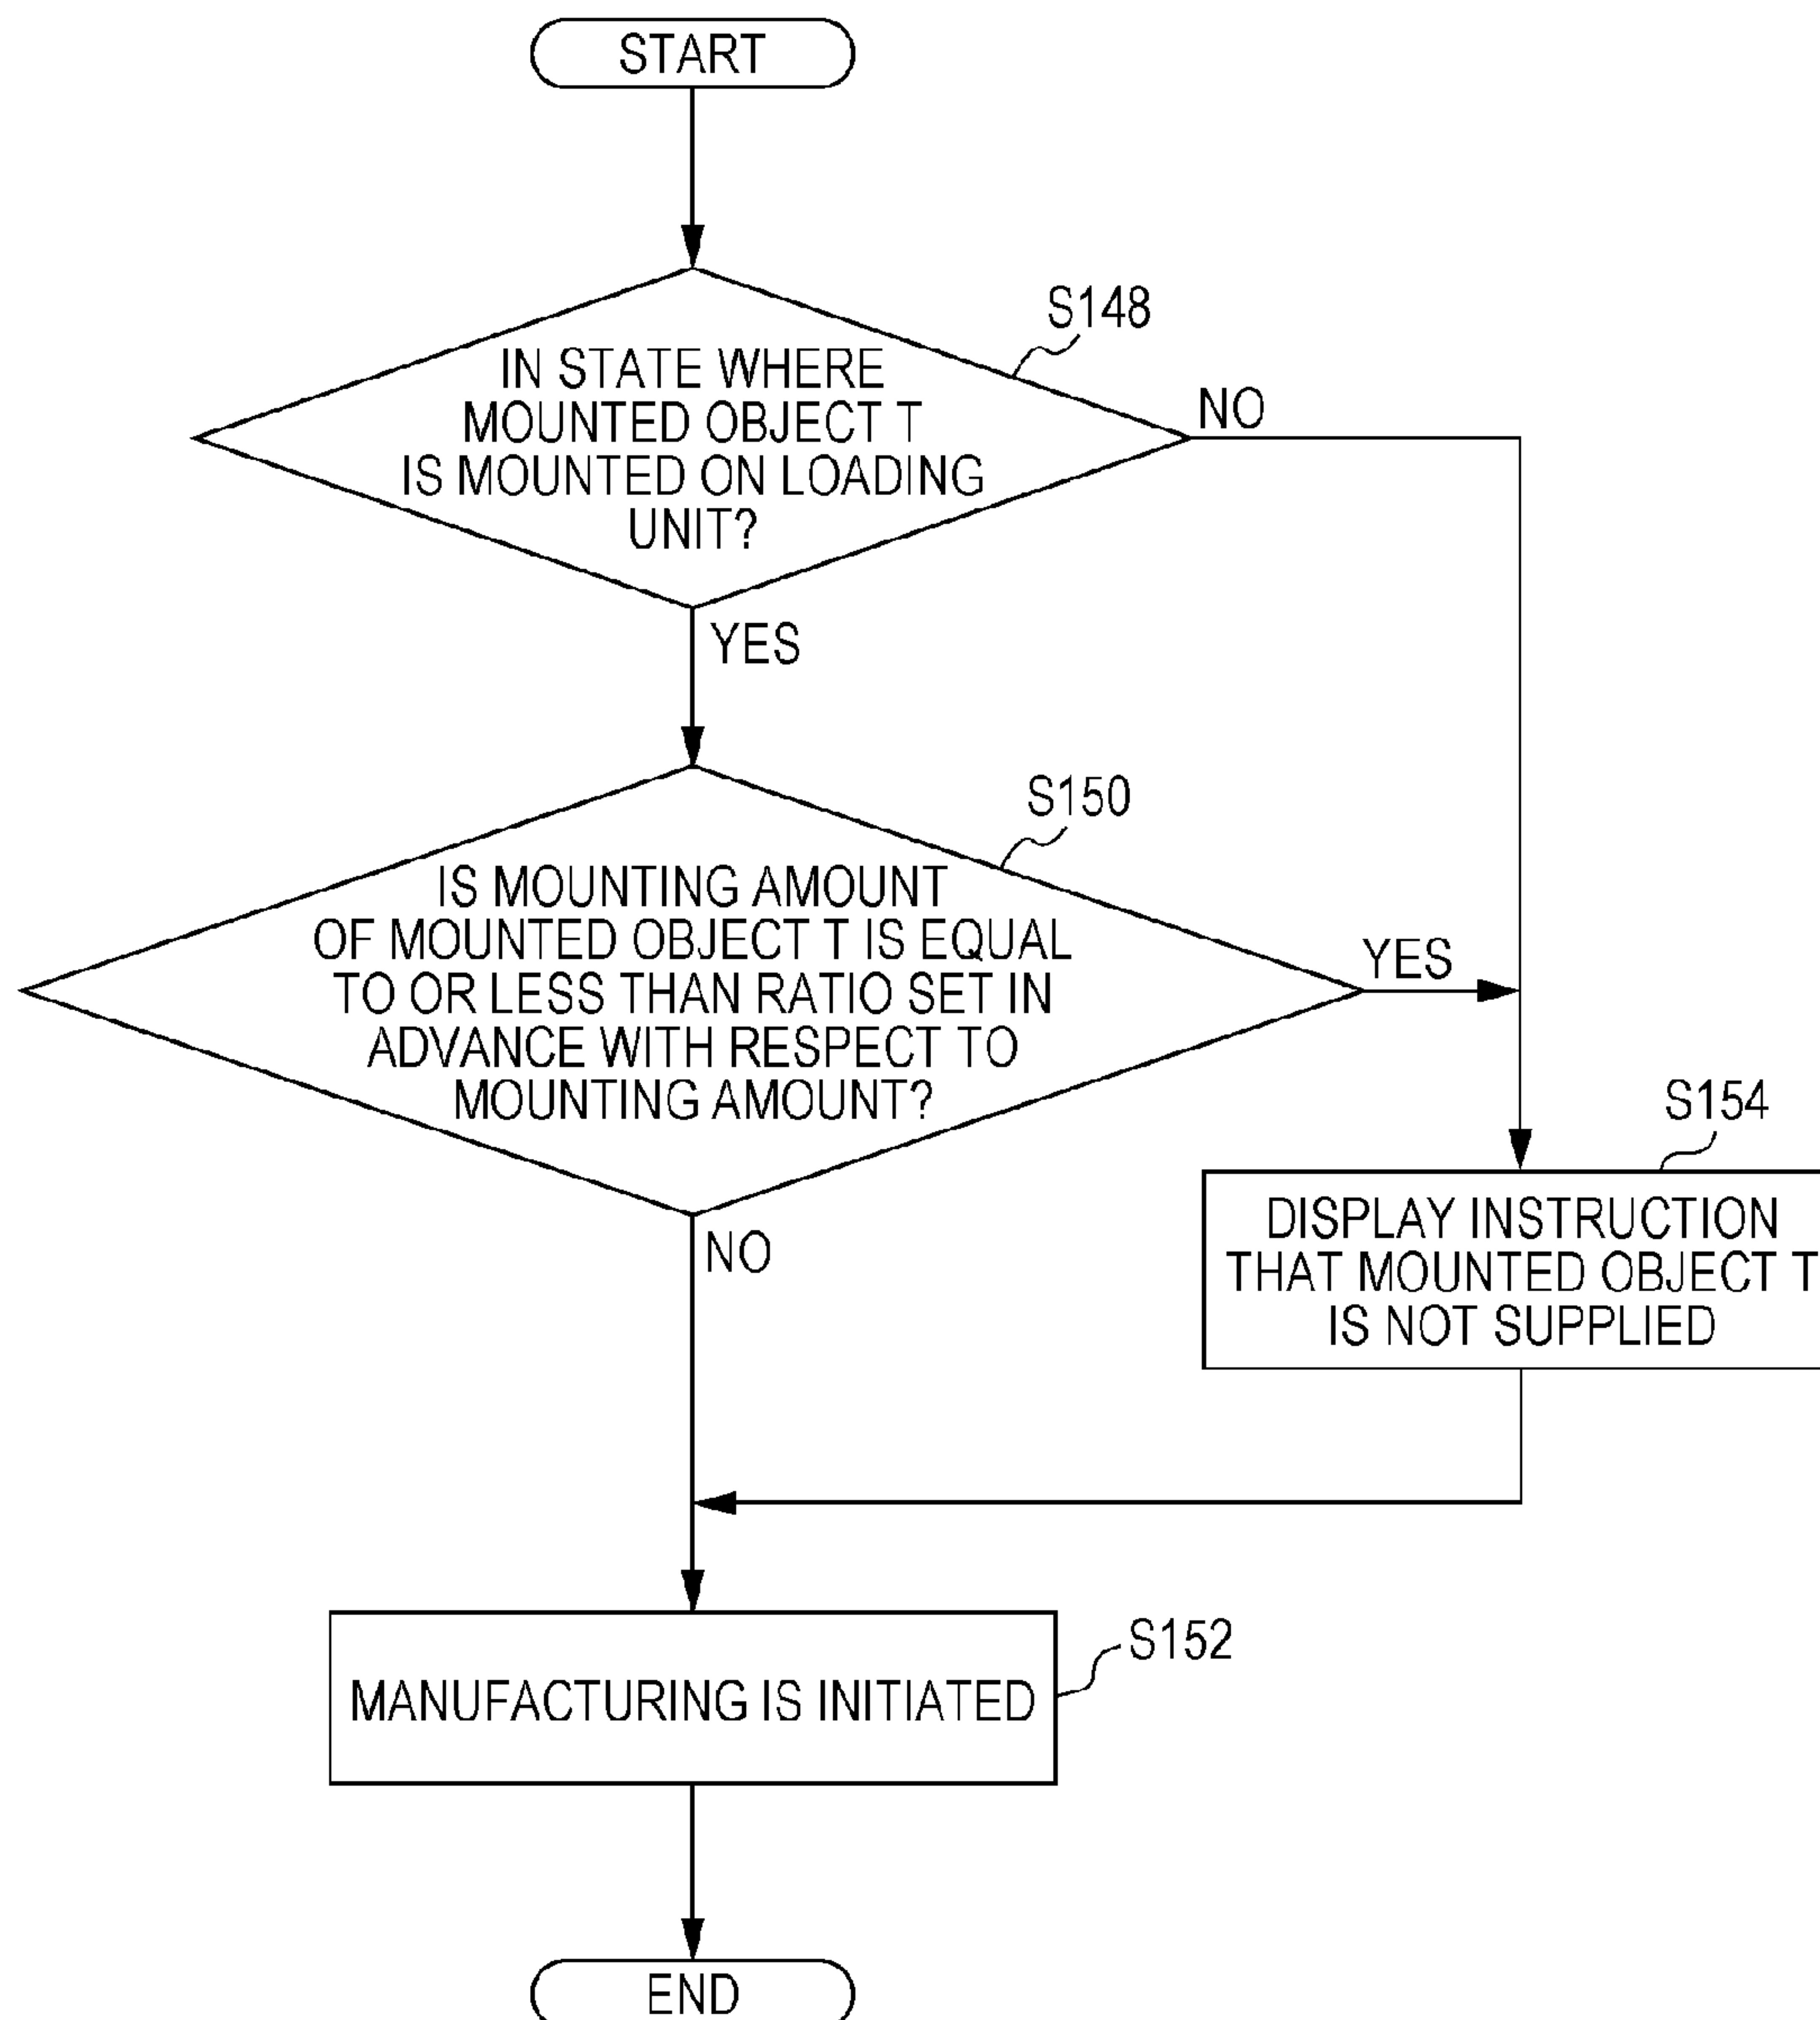 START
S148
IN STATE WHERE
MOUNTED OBJECT T
IS MOUNTED ON LOADING
UNIT?
NO
YES
S150
IS MOUNTING AMOUNT
OF MOUNTED OBJECT T IS EQUAL
TO OR LESS THAN RATIO SET IN
ADVANCE WITH RESPECT TO
MOUNTING AMOUNT?
YES
NO
S154
DISPLAY INSTRUCTION
THAT MOUNTED OBJECT T
IS NOT SUPPLIED
S152
MANUFACTURING IS INITIATED
END